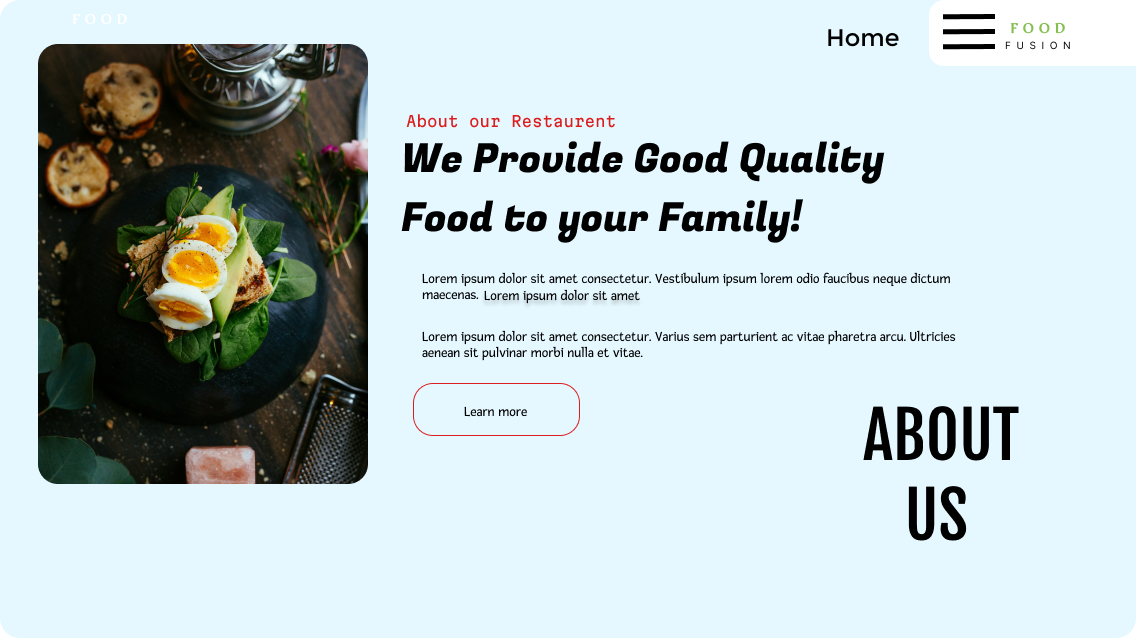 FOOD
Home
FOOD
FUSION
About our Restaurent
We Provide Good Quality
Food to your Family!
Lorem ipsum dolor sit amet consectetur. Vestibulum ipsum lorem odio faucibus neque dictum
maecenas. Lorem ipsum dolor sit amet
Lorem ipsum dolor sit amet consectetur. Varius sem parturient ac vitae pharetra arcu. Ultricies
aenean sit pulvinar morbi nulla et vitae.
Learn more
ABOUT
US